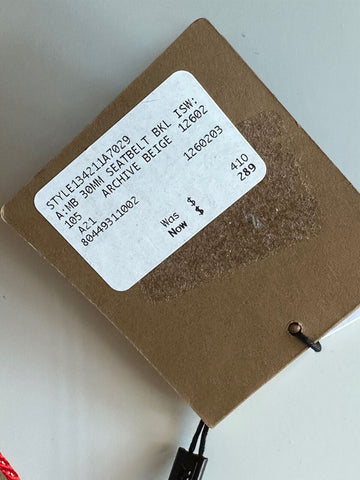 STYLE134211A7029
A:MB 30MM SEATBELT BKL ISW:
105 ARCHIVE BEIGE 12602
A21 1260203
80449311002
Was $ 410
Now $ 289